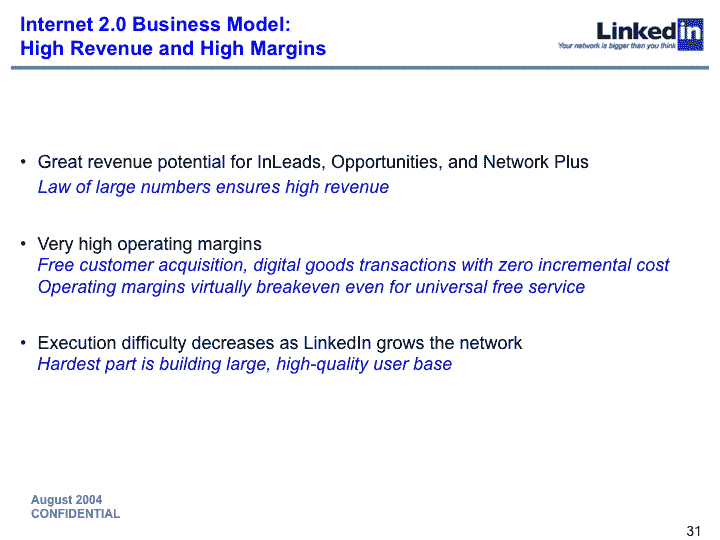 Internet 2.0 Business Model:
High Revenue and High Margins
Linked in
Your network is bigger than you think
• Great revenue potential for InLeads, Opportunities, and Network Plus
Law of large numbers ensures high revenue
• Very high operating margins
Free customer acquisition, digital goods transactions with zero incremental cost
Operating margins virtually breakeven even for universal free service
• Execution difficulty decreases as LinkedIn grows the network
Hardest part is building large, high-quality user base
August 2004
CONFIDENTIAL
31